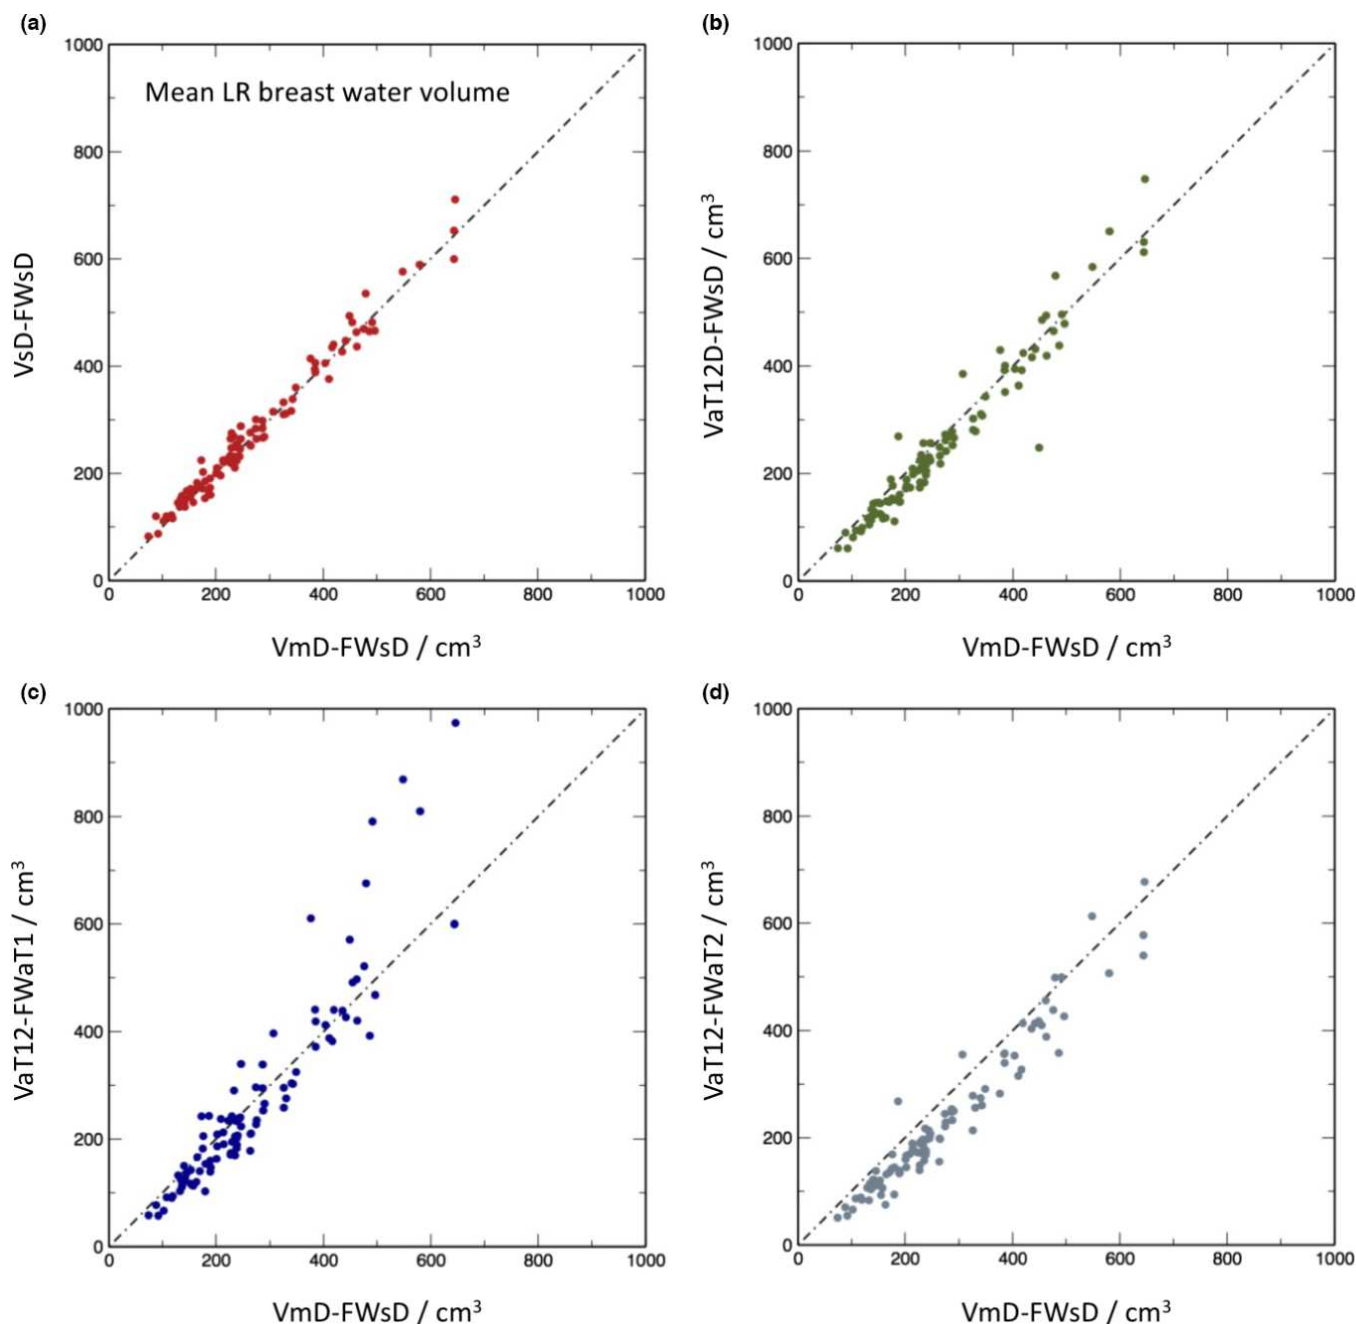 (a)
1000
800
600
400
200
0
0 200 400 600 800 1000
Mean LR breast water volume
VsD-FWsD
VmD-FWsD / cm³
(b)
1000
800
600
400
200
0
0 200 400 600 800 1000
VaT12D-FWsD / cm³
VmD-FWsD / cm³
(c)
1000
800
600
400
200
0
0 200 400 600 800 1000
VaT12-FWaT1 / cm³
VmD-FWsD / cm³
(d)
1000
800
600
400
200
0
0 200 400 600 800 1000
VaT12-FWaT2 / cm³
VmD-FWsD / cm³